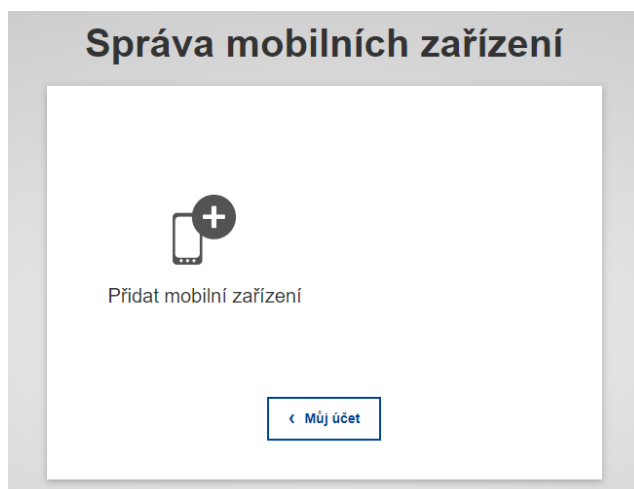 Správa mobilních zařízení
Přidat mobilní zařízení
‹ Můj účet